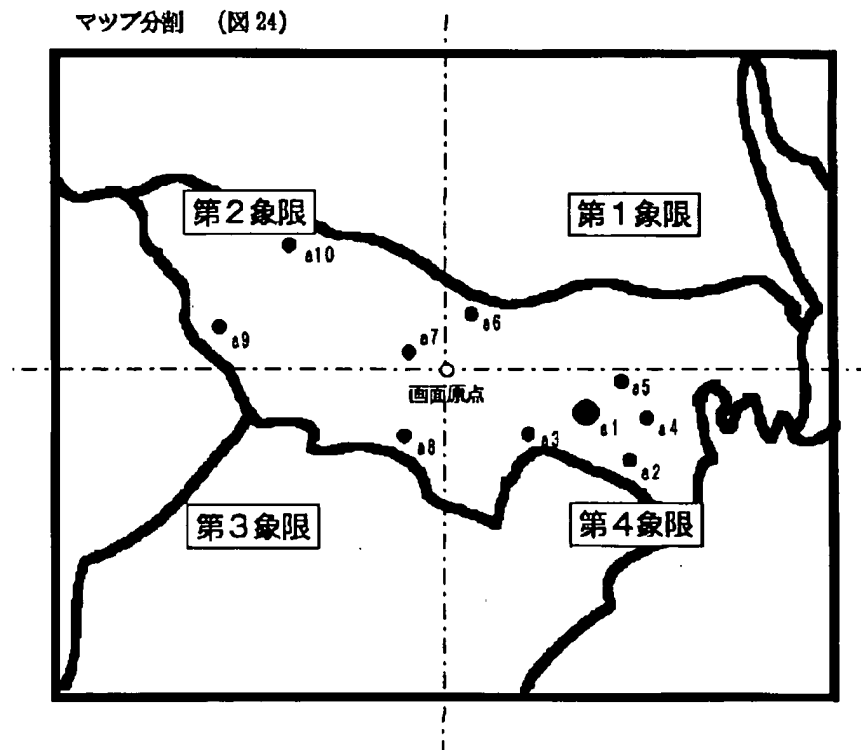 マップ分割 (図24)
第2象限
第1象限
a10
a6
a9
a7
a5
画面原点
a1
a4
a8
a3
a2
第3象限
第4象限